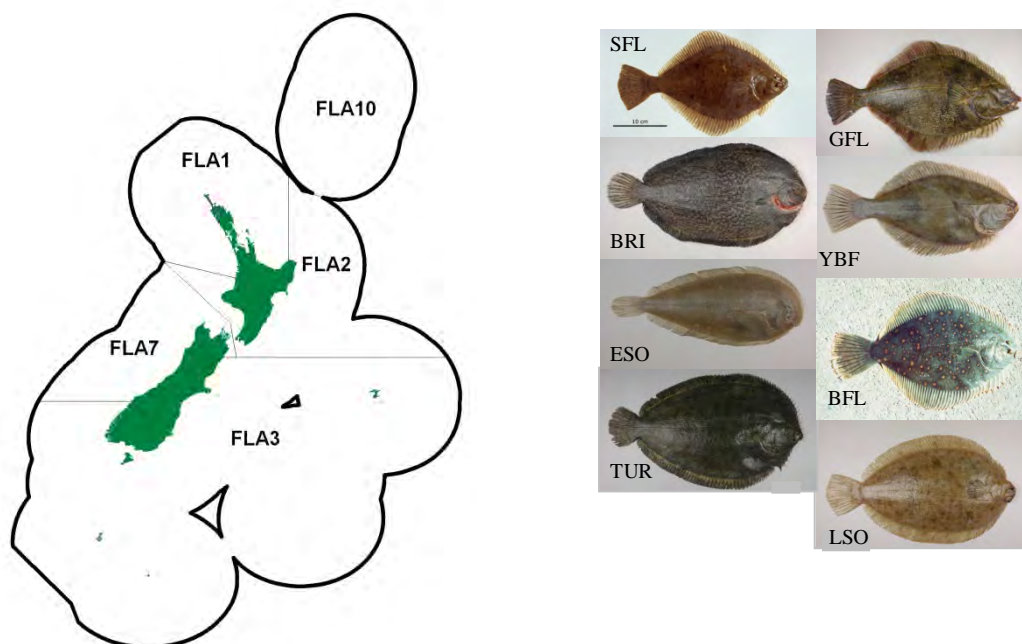 FLA10
FLA1
FLA2
FLA7
FLA3
SFL
10 cm
GFL
BRI
YBF
ESO
BFL
TUR
LSO